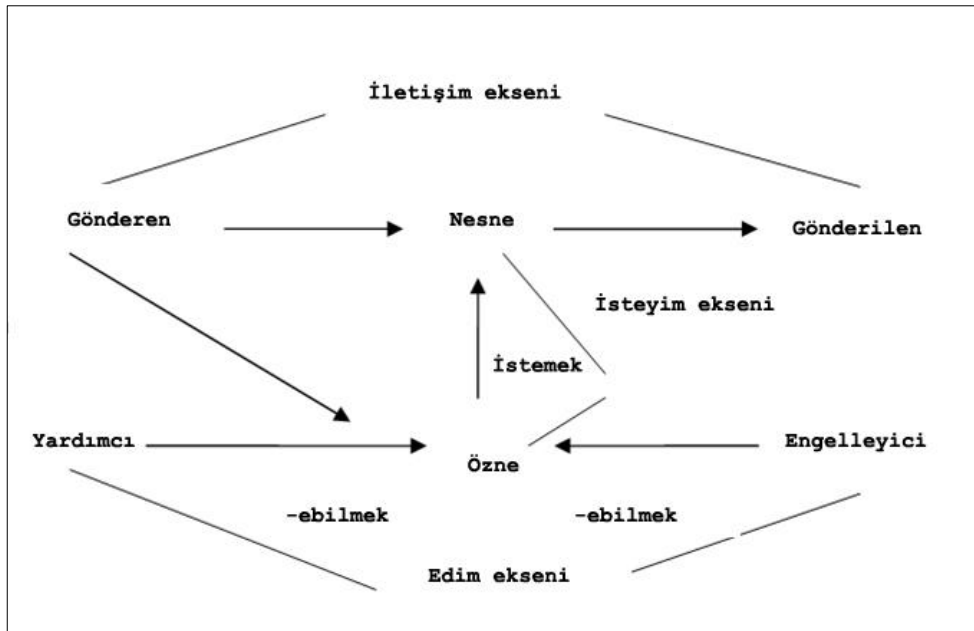 İletişim ekseni
Gönderen
Nesne
Gönderilen
İsteyim ekseni
İstemek
Yardımcı
Özne
Engelleyici
-ebilmek
-ebilmek
Edim ekseni